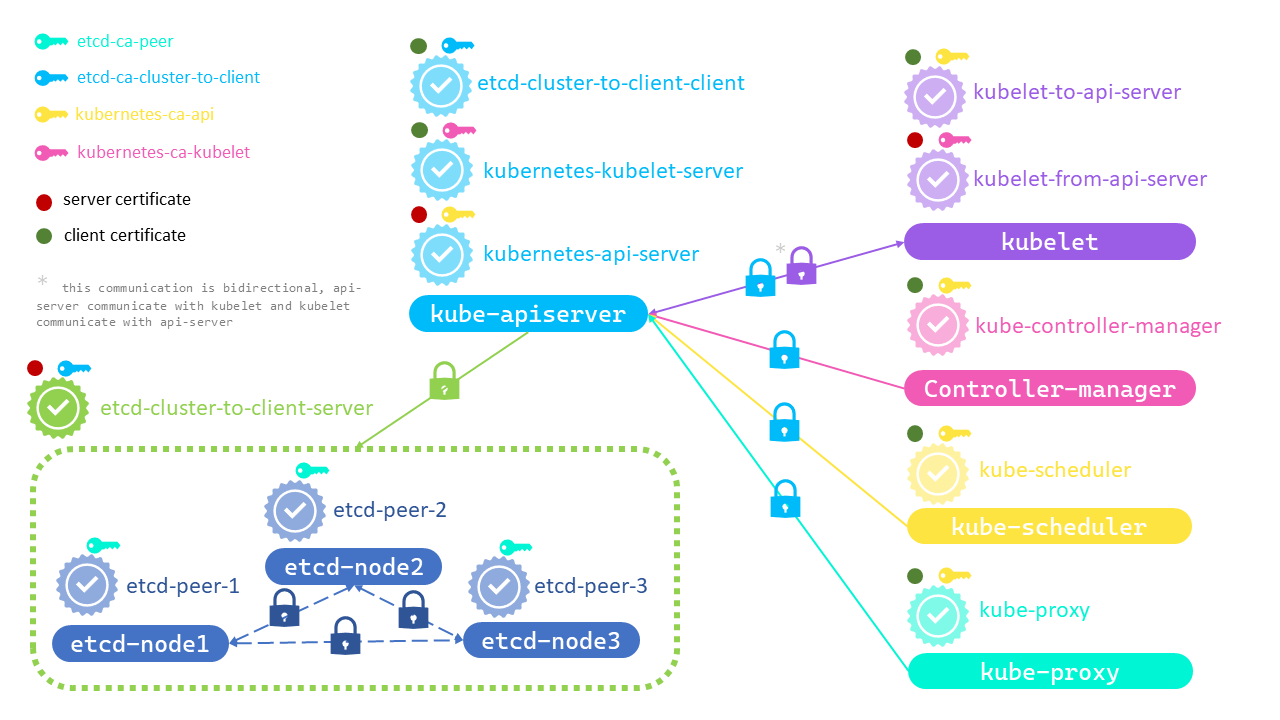 etcd-ca-peer
etcd-ca-cluster-to-client
kubernetes-ca-api
kubernetes-ca-kubelet
server certificate
client certificate
* this communication is bidirectional, api-
server communicate with kubelet and kubelet
communicate with api-server
etcd-cluster-to-client-client
kubernetes-kubelet-server
kubernetes-api-server
kube-apiserver
*
kubelet-to-api-server
kubelet-from-api-server
kubelet
kube-controller-manager
Controller-manager
kube-scheduler
kube-scheduler
kube-proxy
kube-proxy
etcd-cluster-to-client-server
etcd-peer-2
etcd-node2
etcd-peer-1
etcd-node1
etcd-peer-3
etcd-node3